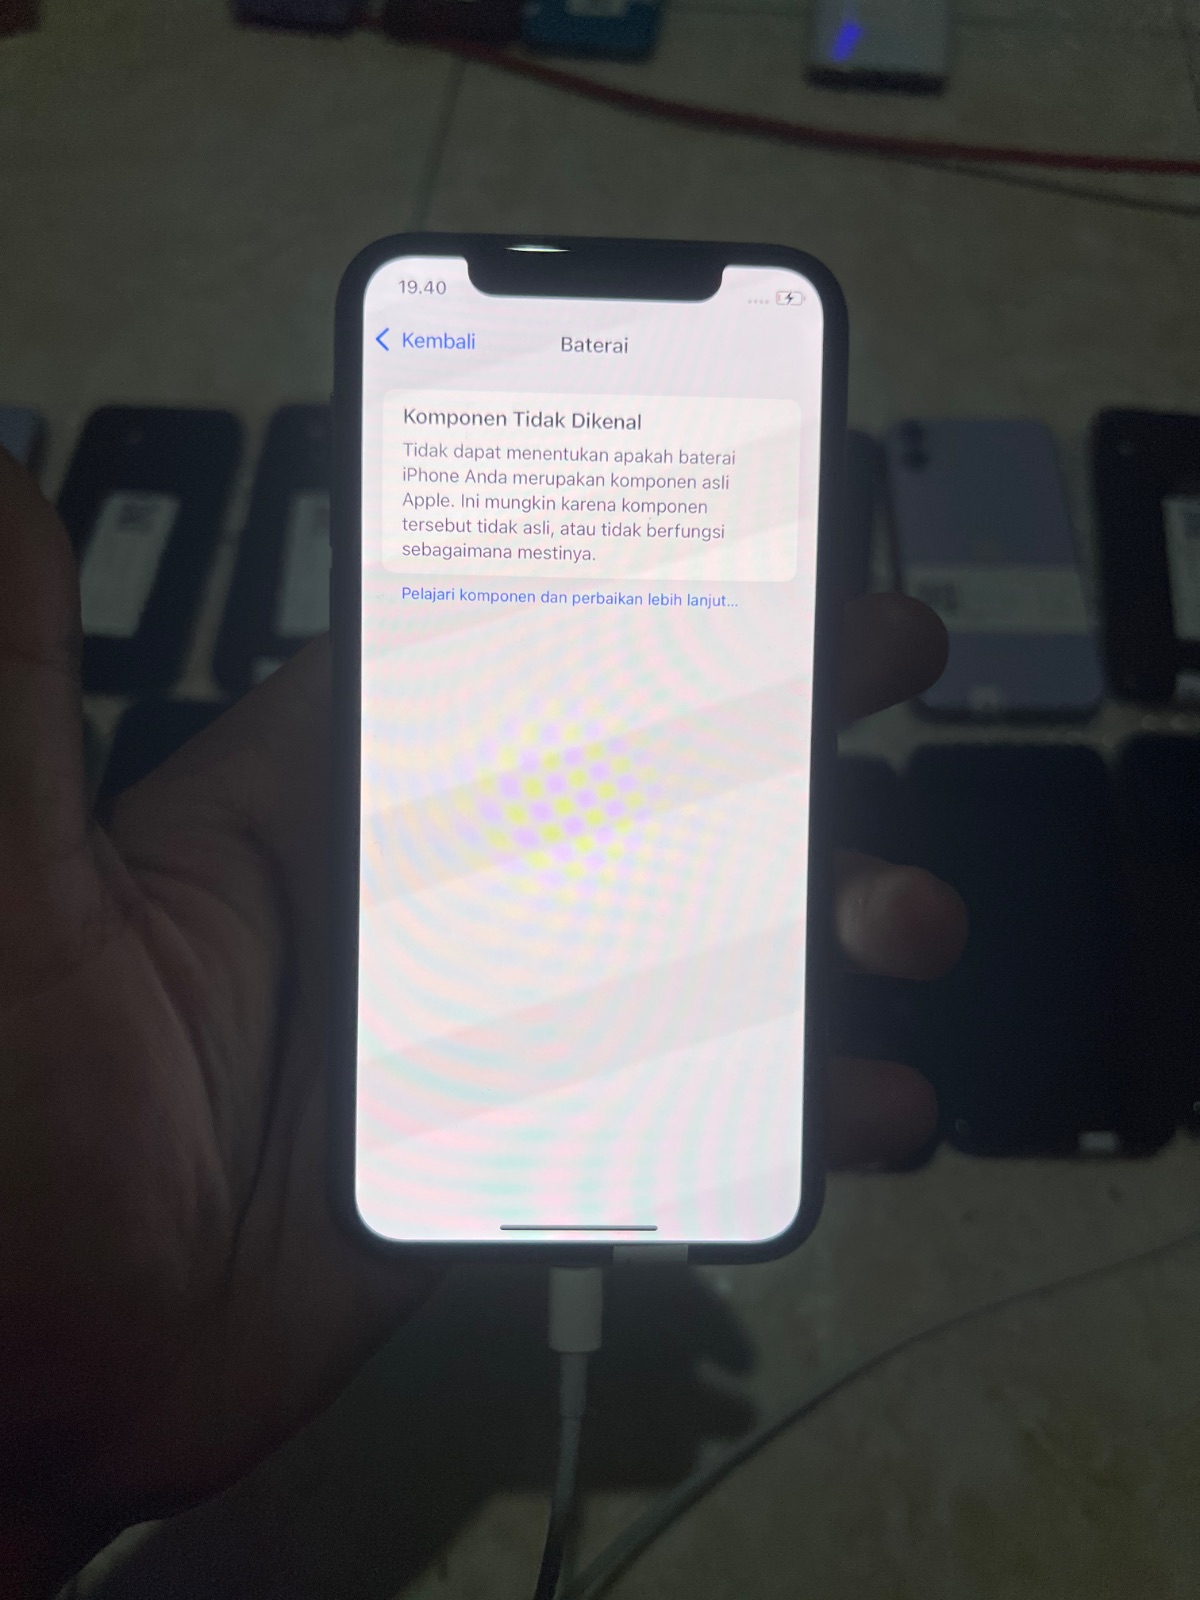 19.40
Kembali
Baterai
Komponen Tidak Dikenal
Tidak dapat menentukan apakah baterai
iPhone Anda merupakan komponen asli
Apple. Ini mungkin karena komponen
tersebut tidak asli, atau tidak berfungsi
sebagaimana mestinya.
Pelajari komponen dan perbaikan lebih lanjut...